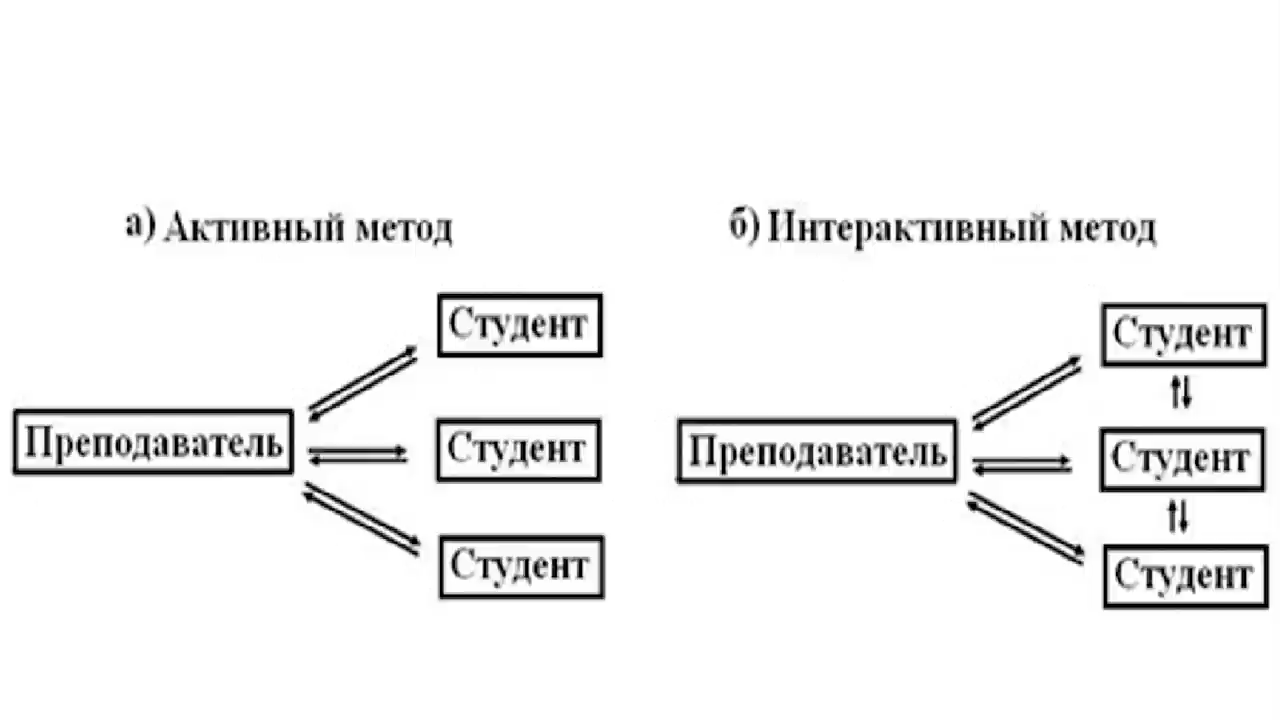 а) Активный метод
Студент
Преподаватель
Студент
Студент
б) Интерактивный метод
Студент
Преподаватель
Студент
Студент